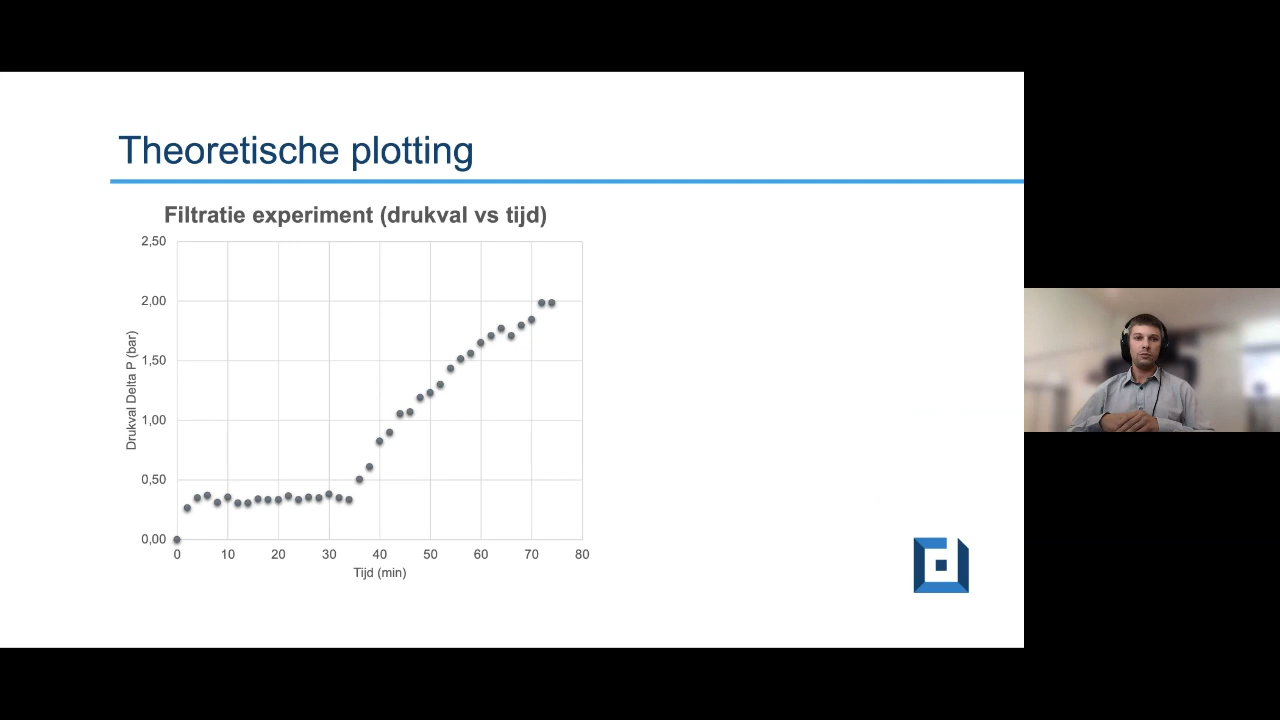 Theoretische plotting
Filtratie experiment (drukval vs tijd)
2,50
2,00
1,50
1,00
0,50
0,00
Drukval Delta P (bar)
0 10 20 30 40 50 60 70 80
Tijd (min)